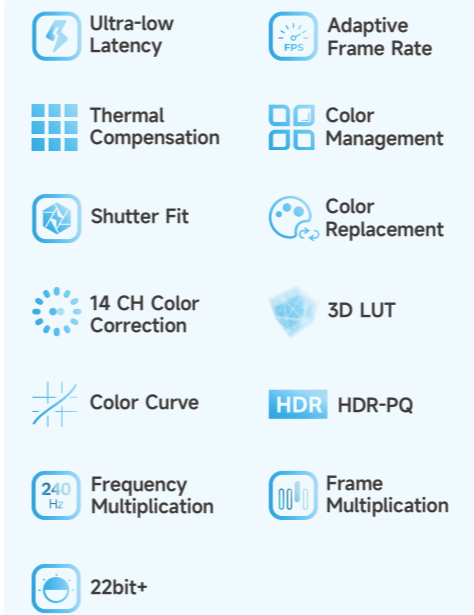 Ultra-low
Latency
FPS
Adaptive
Frame Rate
Thermal
Compensation
Color
Management
Shutter Fit
Color
Replacement
14 CH Color
Correction
3D LUT
Color Curve
HDR
HDR-PQ
240
Hz
Frequency
Multiplication
Frame
Multiplication
22bit+